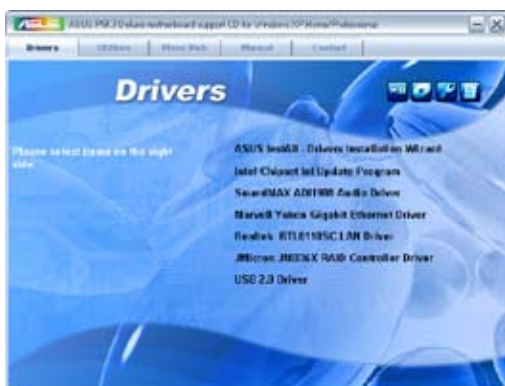 ASUS P5K3 Deluxe motherboard support CD for Windows XP Home/Professional
Drivers
Utilities
Make Disk
Manual
Contact
Drivers
Please select items on the right
side.
ASUS InstAll - Drivers Installation Wizard
Intel Chipset Inf Update Program
SoundMAX ADI1988 Audio Driver
Marvell Yukon Gigabit Ethernet Driver
Realtek RTL8110SC LAN Driver
JMicron JMB36X RAID Controller Driver
USB 2.0 Driver